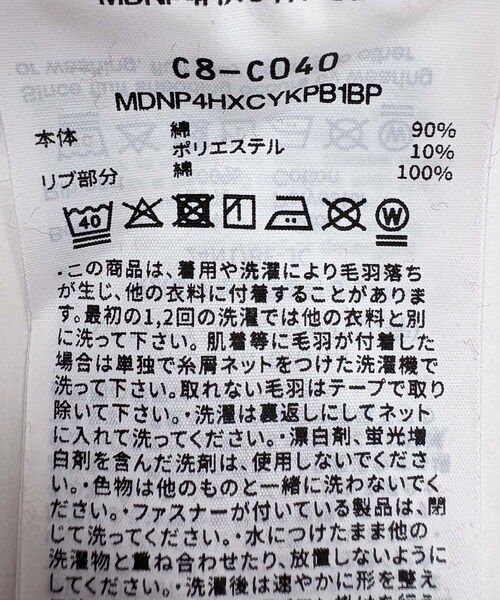 C8-C040
MDNP4HXCYKPB1BP
本体 綿 90%
ポリエステル 10%
リブ部分 綿 100%
40 W
・この商品は、着用や洗濯により毛羽落ち
が生じ、他の衣料に付着することがありま
す。最初の1,2回の洗濯では他の衣料と別
に洗って下さい。肌着等に毛羽が付着した
場合は単独で糸屑ネットをつけた洗濯機で
洗って下さい。取れない毛羽はテープで取り
除いて下さい。・洗濯は裏返しにしてネット
に入れて洗ってください。・漂白剤、蛍光増
白剤を含んだ洗剤は、使用しないでくださ
い。・色物は他のものと一緒に洗わないでく
ださい。・ファスナーが付いている製品は、閉
じて洗ってください。・水につけたまま他の
洗濯物と重ね合わせたり、放置しないように
してください。・洗濯後は速やかに形を整え